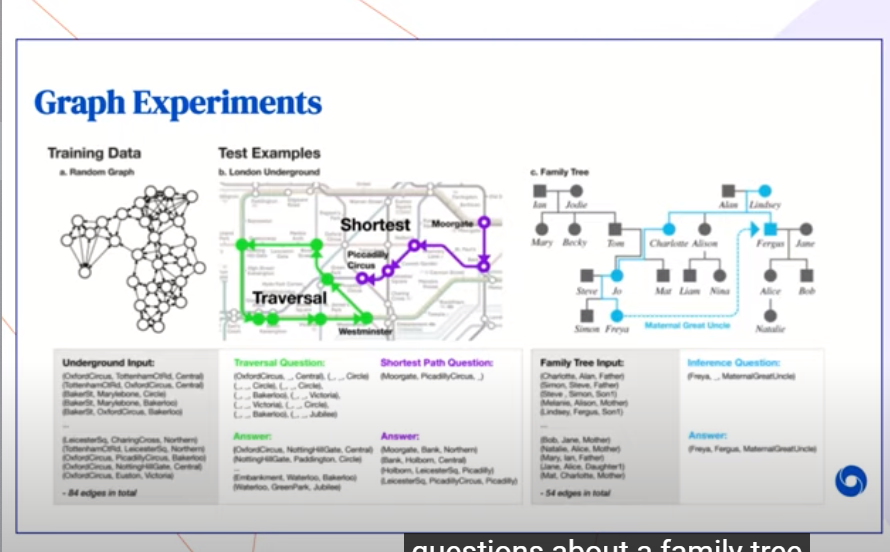 Graph Experiments
Training Data
Test Examples
a. Random Graph
b. London Underground
c. Family Tree
Shortest
Moorgate
Piccadilly
Circus
Traversal
Westminster
Ian Jodie
Alan Lindsey
Mary Becky Tom Charlotte Alison Fergus Jane
Steve Jo Mat Liam Nina Alice Bob
Simon Freya
Maternal Great Uncle
Natalie
Underground Input:
(OxfordCircus, TottenhamCtRd, Central)
(TottenhamCtRd, OxfordCircus, Central)
(BakerSt, Marylebone, Circle)
(BakerSt, Marylebone, Bakerloo)
(BakerSt, OxfordCircus, Bakerloo)
...
(LeicesterSq, CharingCross, Northern)
(TottenhamCtRd, LeicesterSq, Northern)
(OxfordCircus, PicadillyCircus, Bakerloo)
(OxfordCircus, NottingHillGate, Central)
(OxfordCircus, Euston, Victoria)
- 84 edges in total
Traversal Question:
(OxfordCircus, _, Central), (_, _, Circle)
(_, _, Circle), (_, _, Circle),
(_, _, Bakerloo), (_, _, Victoria),
(_, _, Victoria), (_, _, Circle),
(_, _, Bakerloo), (_, _, Jubilee)
Answer:
(OxfordCircus, NottingHillGate, Central)
(NottingHillGate, Paddington, Circle)
...
(Embankment, Waterloo, Bakerloo)
(Waterloo, GreenPark, Jubilee)
Shortest Path Question:
(Moorgate, PicadillyCircus, _)
Answer:
(Moorgate, Bank, Northern)
(Bank, Holborn, Central)
(Holborn, LeicesterSq, Picadilly)
(LeicesterSq, PicadillyCircus, Picadilly)
Family Tree Input:
(Charlotte, Alan, Father)
(Simon, Steve, Father)
(Steve , Simon, Son1)
(Melanie, Alison, Mother)
(Lindsey, Fergus, Son1)
...
(Bob, Jane, Mother)
(Natalie, Alice, Mother)
(Mary, Ian, Father)
(Jane, Alice, Daughter1)
(Mat, Charlotte, Mother)
- 54 edges in total
Inference Question:
(Freya, _, MaternalGreatUncle)
Answer:
(Freya, Fergus, MaternalGreatUncle)
questions about a family tree